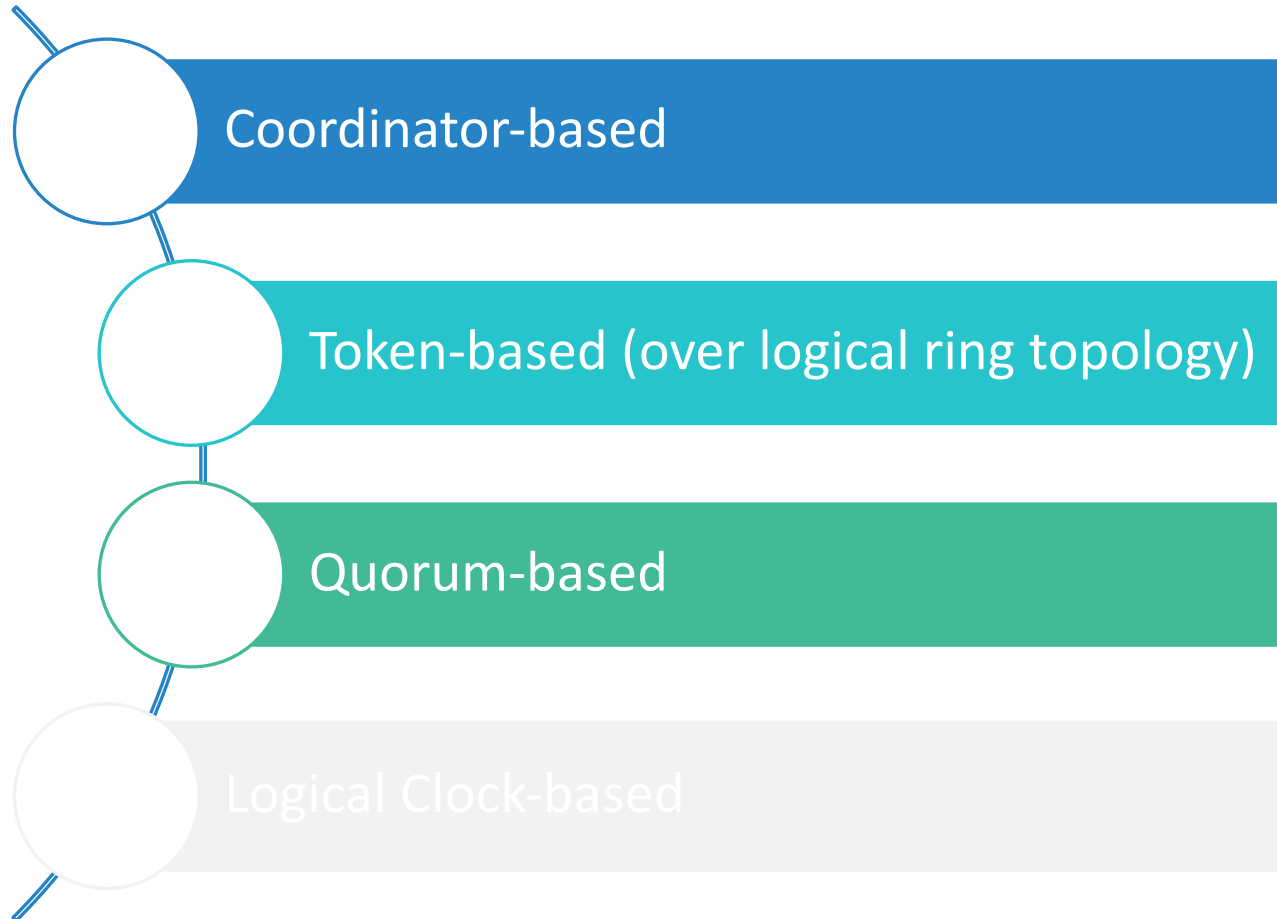 Coordinator-based
Token-based (over logical ring topology)
Quorum-based
Logical Clock-based